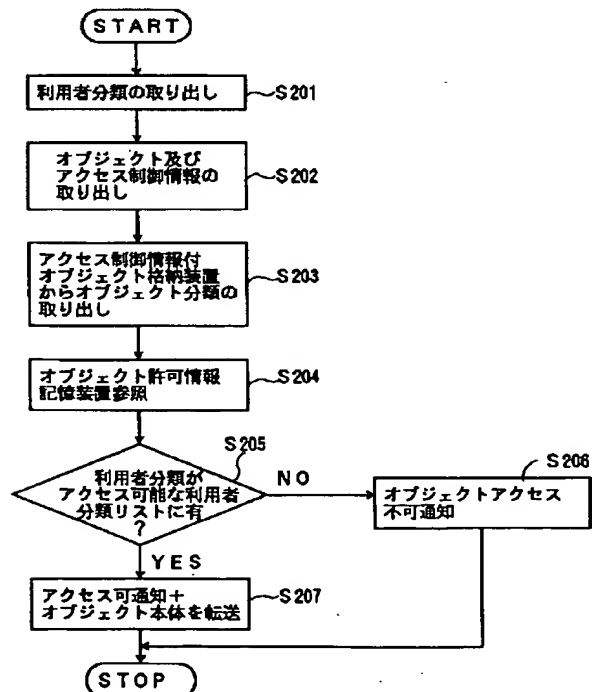 START
利用者分類の取り出し
S201
オブジェクト及び
アクセス制御情報の
取り出し
S202
アクセス制御情報付
オブジェクト格納装置
からオブジェクト分類の
取り出し
S203
オブジェクト許可情報
記憶装置参照
S204
S205
利用者分類が
アクセス可能な利用者
分類リストに有
?
NO
S206
オブジェクトアクセス
不可通知
YES
アクセス可通知+
オブジェクト本体を転送
S207
STOP